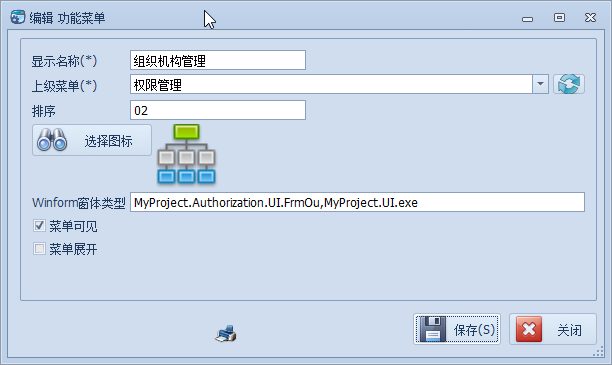 编辑 功能菜单
显示名称(*) 组织机构管理
上级菜单(*) 权限管理
排序 02
选择图标
Winform窗体类型 MyProject.Authorization.UI.FrmOu,MyProject.UI.exe
菜单可见
菜单展开
保存(S) 关闭